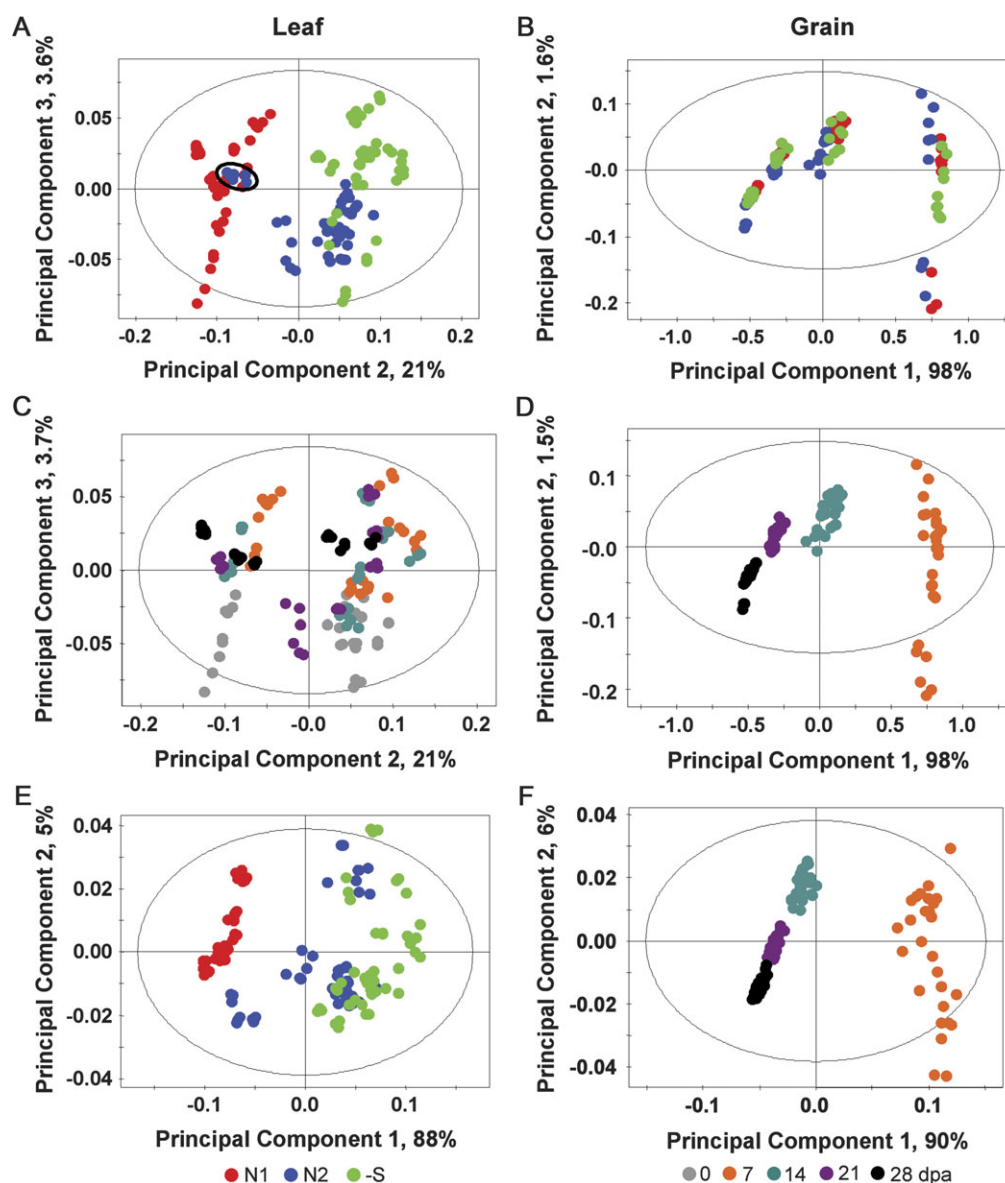 Leaf
Grain
A
Principal Component 3, 3.6%
0.05
0.00
-0.05
-0.2
-0.1
-0.0
0.1
0.2
Principal Component 2, 21%
B
Principal Component 2, 1.6%
0.1
-0.0
-0.1
-0.2
-1.0
-0.5
0.0
0.5
1.0
Principal Component 1, 98%
C
Principal Component 3, 3.7%
0.05
0.00
-0.05
-0.2
-0.1
-0.0
0.1
0.2
Principal Component 2, 21%
D
Principal Component 2, 1.5%
0.1
-0.0
-0.1
-0.2
-1.0
-0.5
0.0
0.5
1.0
Principal Component 1, 98%
E
Principal Component 2, 5%
0.04
0.02
0.00
-0.02
-0.04
-0.1
0.0
0.1
Principal Component 1, 88%
F
Principal Component 2, 6%
0.04
0.02
0.00
-0.02
-0.04
-0.1
0.0
0.1
Principal Component 1, 90%
N1 N2 -S
0 7 14 21 28 dpa